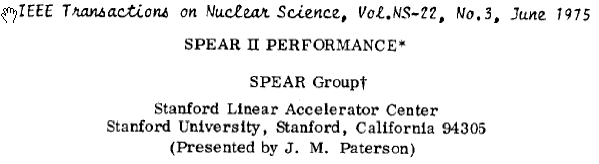 IEEE Transactions on Nuclear Science, Vol.NS-22, No.3, June 1975
SPEAR II PERFORMANCE*
SPEAR Group†
Stanford Linear Accelerator Center
Stanford University, Stanford, California 94305
(Presented by J. M. Paterson)